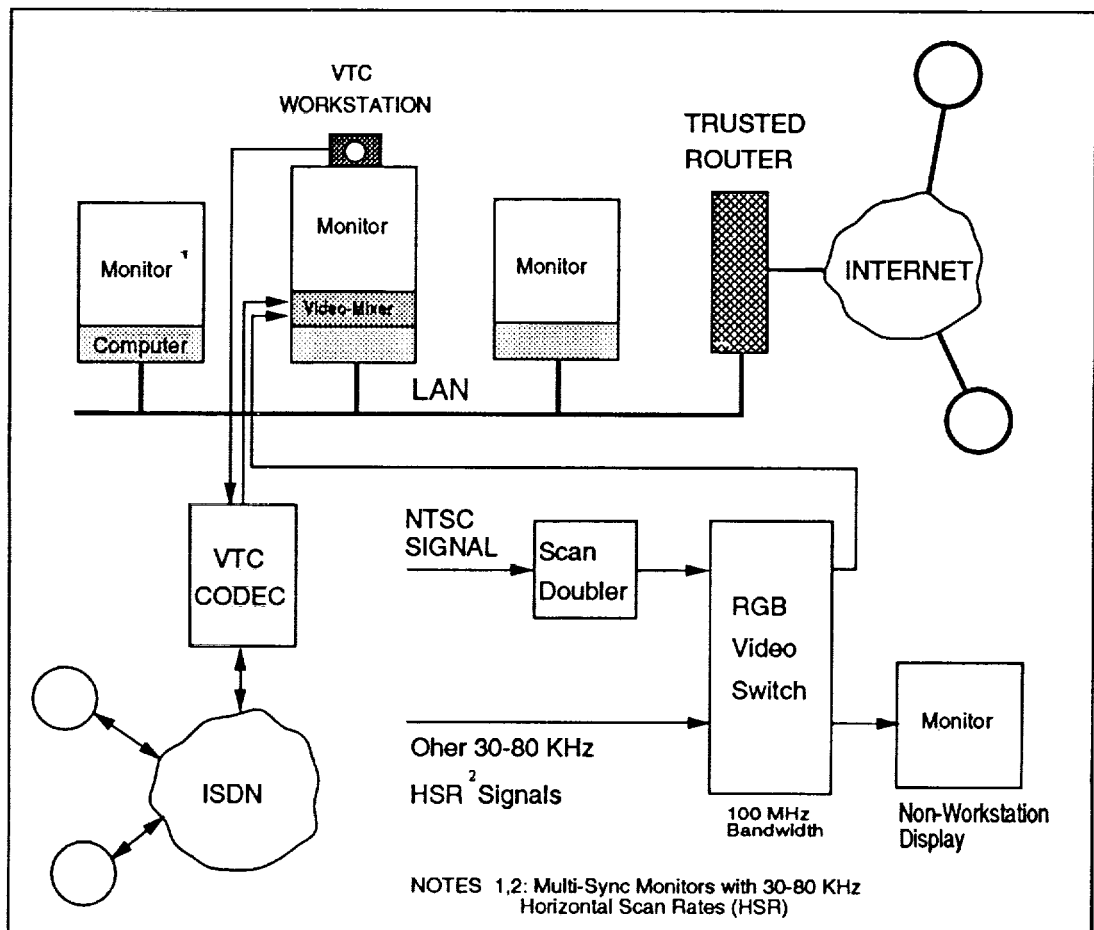 VTC
WORKSTATION
TRUSTED
ROUTER
Monitor 1
Monitor
Monitor
INTERNET
Video-Mixer
Computer
LAN
NTSC
SIGNAL
Scan
Doubler
VTC
CODEC
RGB
Video
Switch
Monitor
Oher 30-80 KHz
HSR 2 Signals
ISDN
100 MHz
Bandwidth
Non-Workstation
Display
NOTES 1,2: Multi-Sync Monitors with 30-80 KHz
Horizontal Scan Rates (HSR)